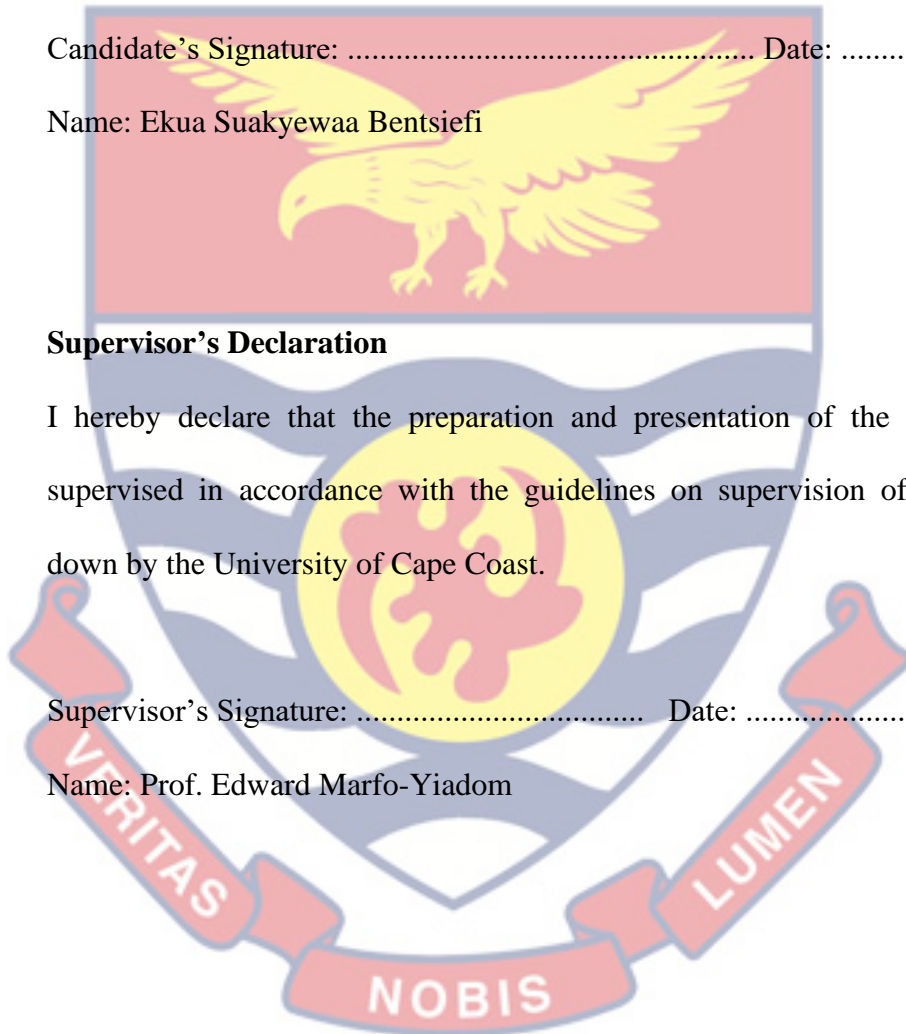 Candidate’s Signature: ................................................... Date: ........
Name: Ekua Suakyewaa Bentsiefi
Supervisor’s Declaration
I hereby declare that the preparation and presentation of the
supervised in accordance with the guidelines on supervision of
down by the University of Cape Coast.
Supervisor’s Signature: .................................... Date: ....................
Name: Prof. Edward Marfo-Yiadom
VERITAS
NOBIS
LUMEN